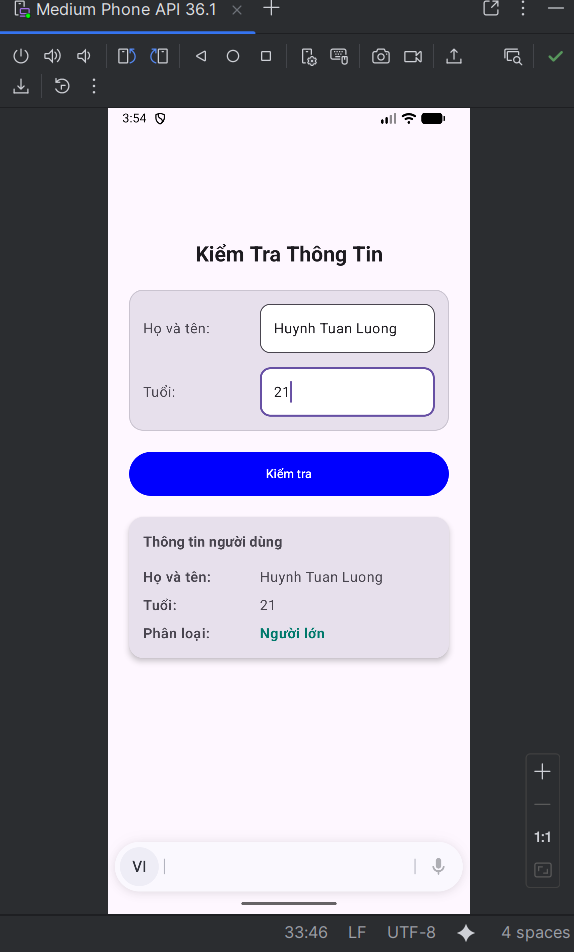 Medium Phone API 36.1
3:54
Kiểm Tra Thông Tin
Họ và tên: Huynh Tuan Luong
Tuổi: 21
Kiểm tra
Thông tin người dùng
Họ và tên: Huynh Tuan Luong
Tuổi: 21
Phân loại: Người lớn
1:1
VI
33:46 LF UTF-8 4 spaces